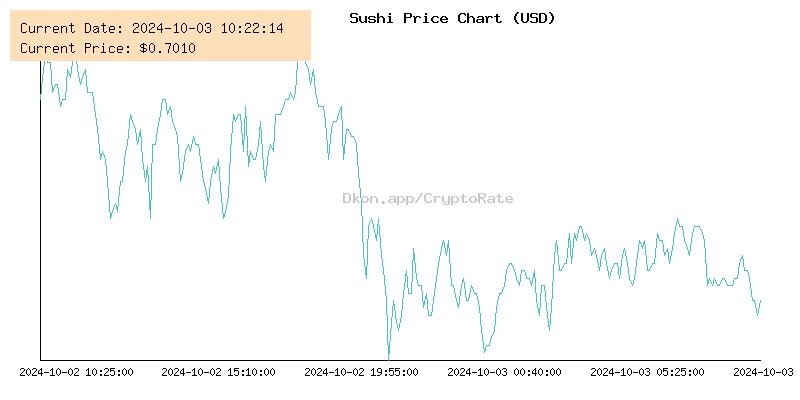 Sushi Price Chart (USD)
Current Date: 2024-10-03 10:22:14
Current Price: $0.7010
Dkon.app/CryptoRate
2024-10-02 10:25:00
2024-10-02 15:10:00
2024-10-02 19:55:00
2024-10-03 00:40:00
2024-10-03 05:25:00
2024-10-03